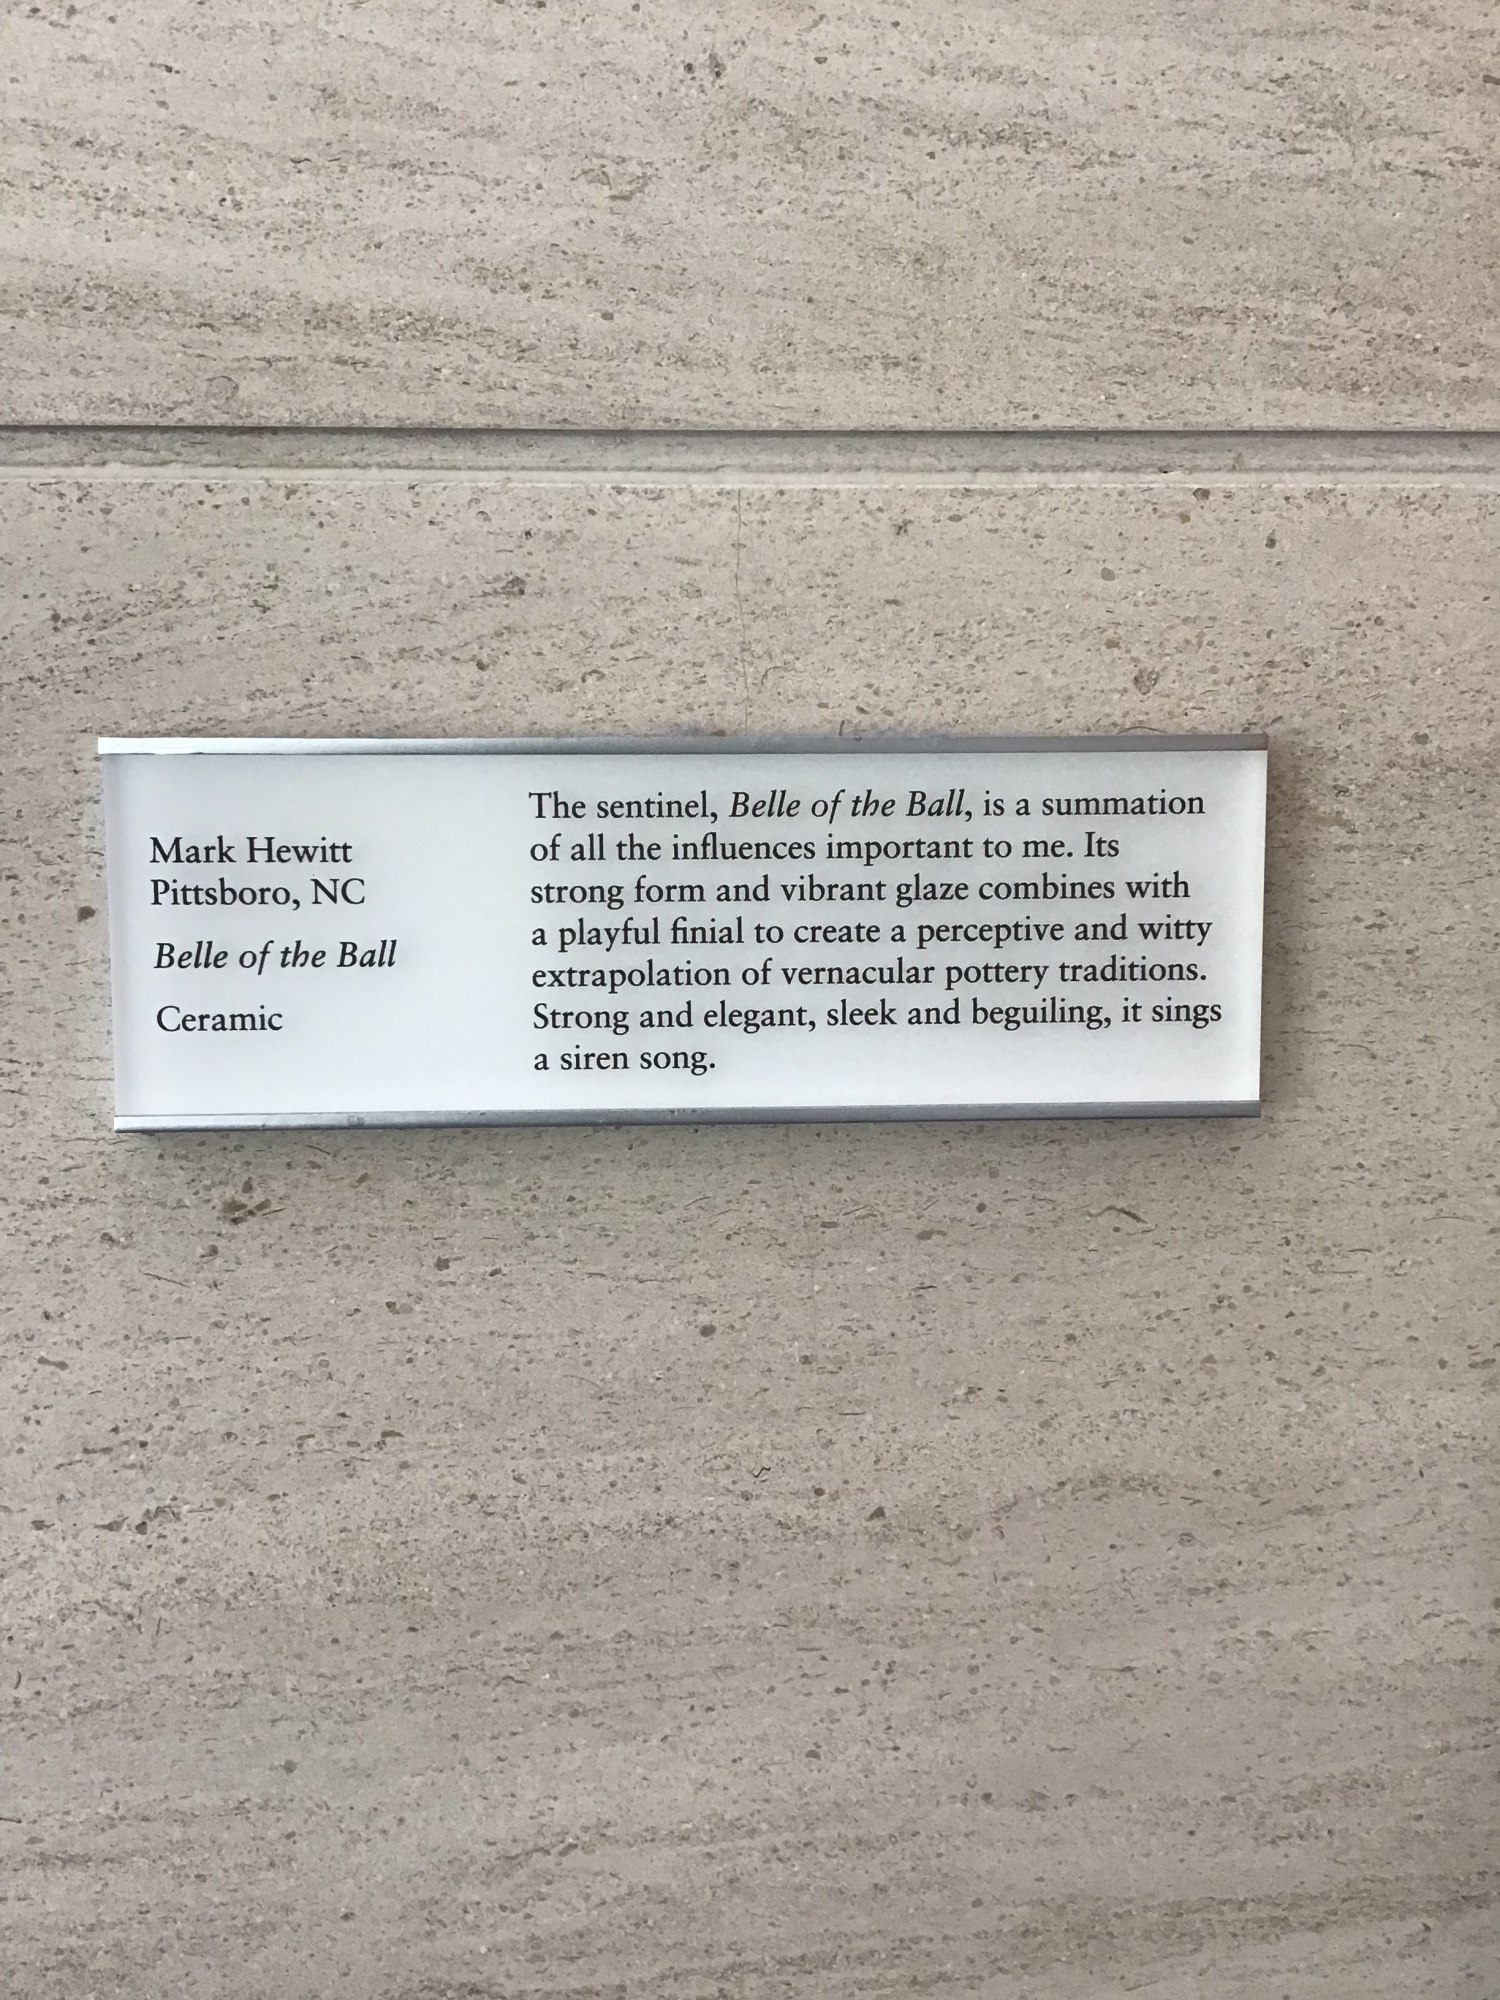 Mark Hewitt
Pittsboro, NC
Belle of the Ball
Ceramic
The sentinel, Belle of the Ball, is a summation
of all the influences important to me. Its
strong form and vibrant glaze combines with
a playful finial to create a perceptive and witty
extrapolation of vernacular pottery traditions.
Strong and elegant, sleek and beguiling, it sings
a siren song.